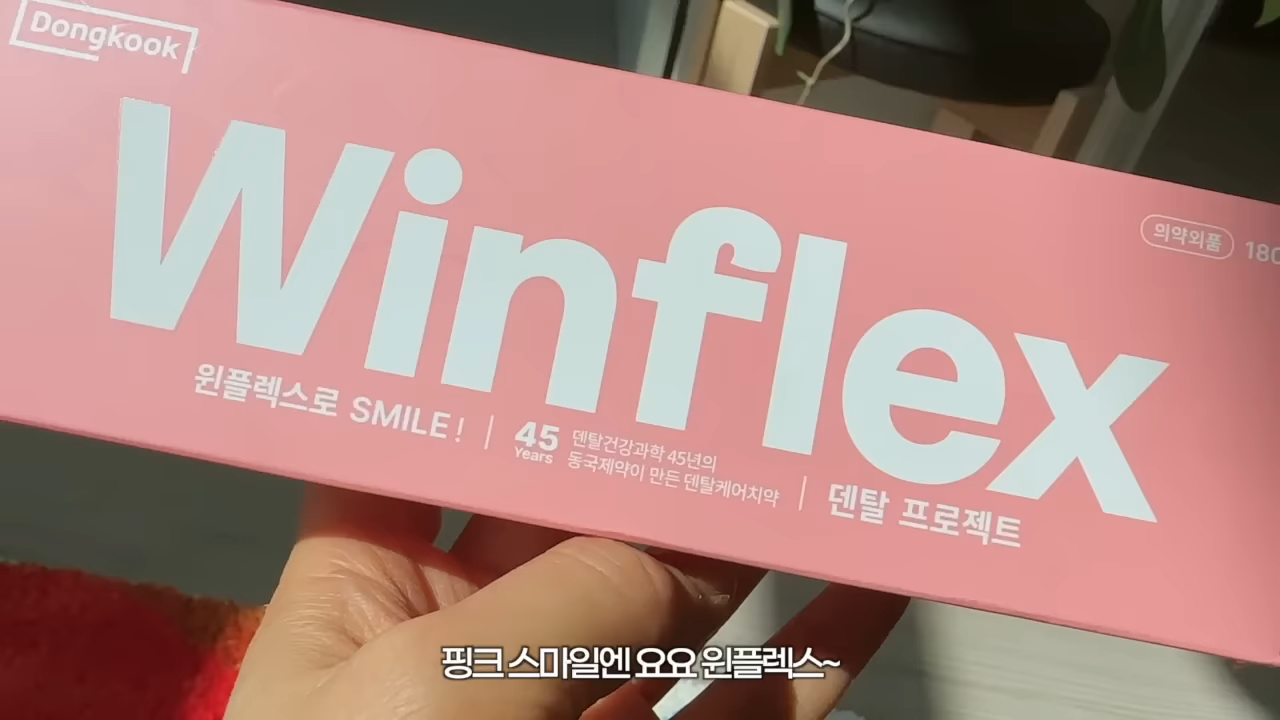 Dongkook
Winflex
의약외품
윈플렉스로 SMILE!
45 Years
덴탈건강과학 45년의
동국제약이 만든 덴탈케어치약
덴탈 프로젝트
핑크 스마일엔 요요 윈플렉스~